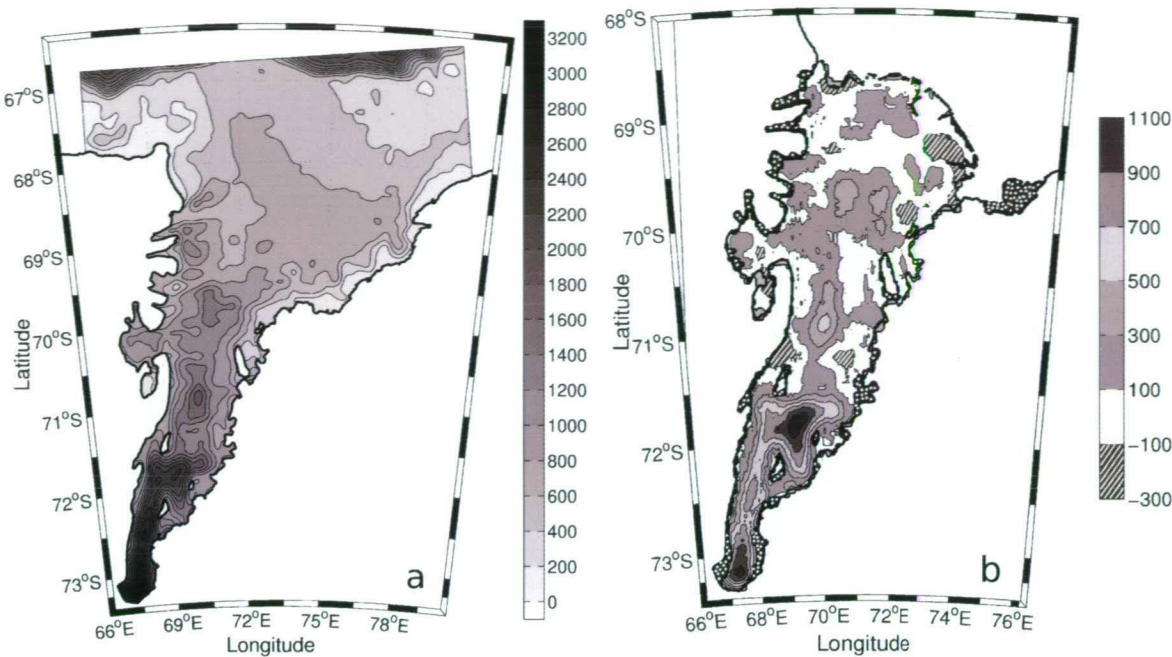 67°S
68°S
69°S
70°S
71°S
72°S
73°S
Latitude
66°E 69°E 72°E 75°E 78°E
Longitude
a
3200
3000
2800
2600
2400
2200
2000
1800
1600
1400
1200
1000
800
600
400
200
0
68°S
69°S
70°S
71°S
72°S
73°S
Latitude
66°E 68°E 70°E 72°E 74°E 76°E
Longitude
b
1100
900
700
500
300
100
−100
−300